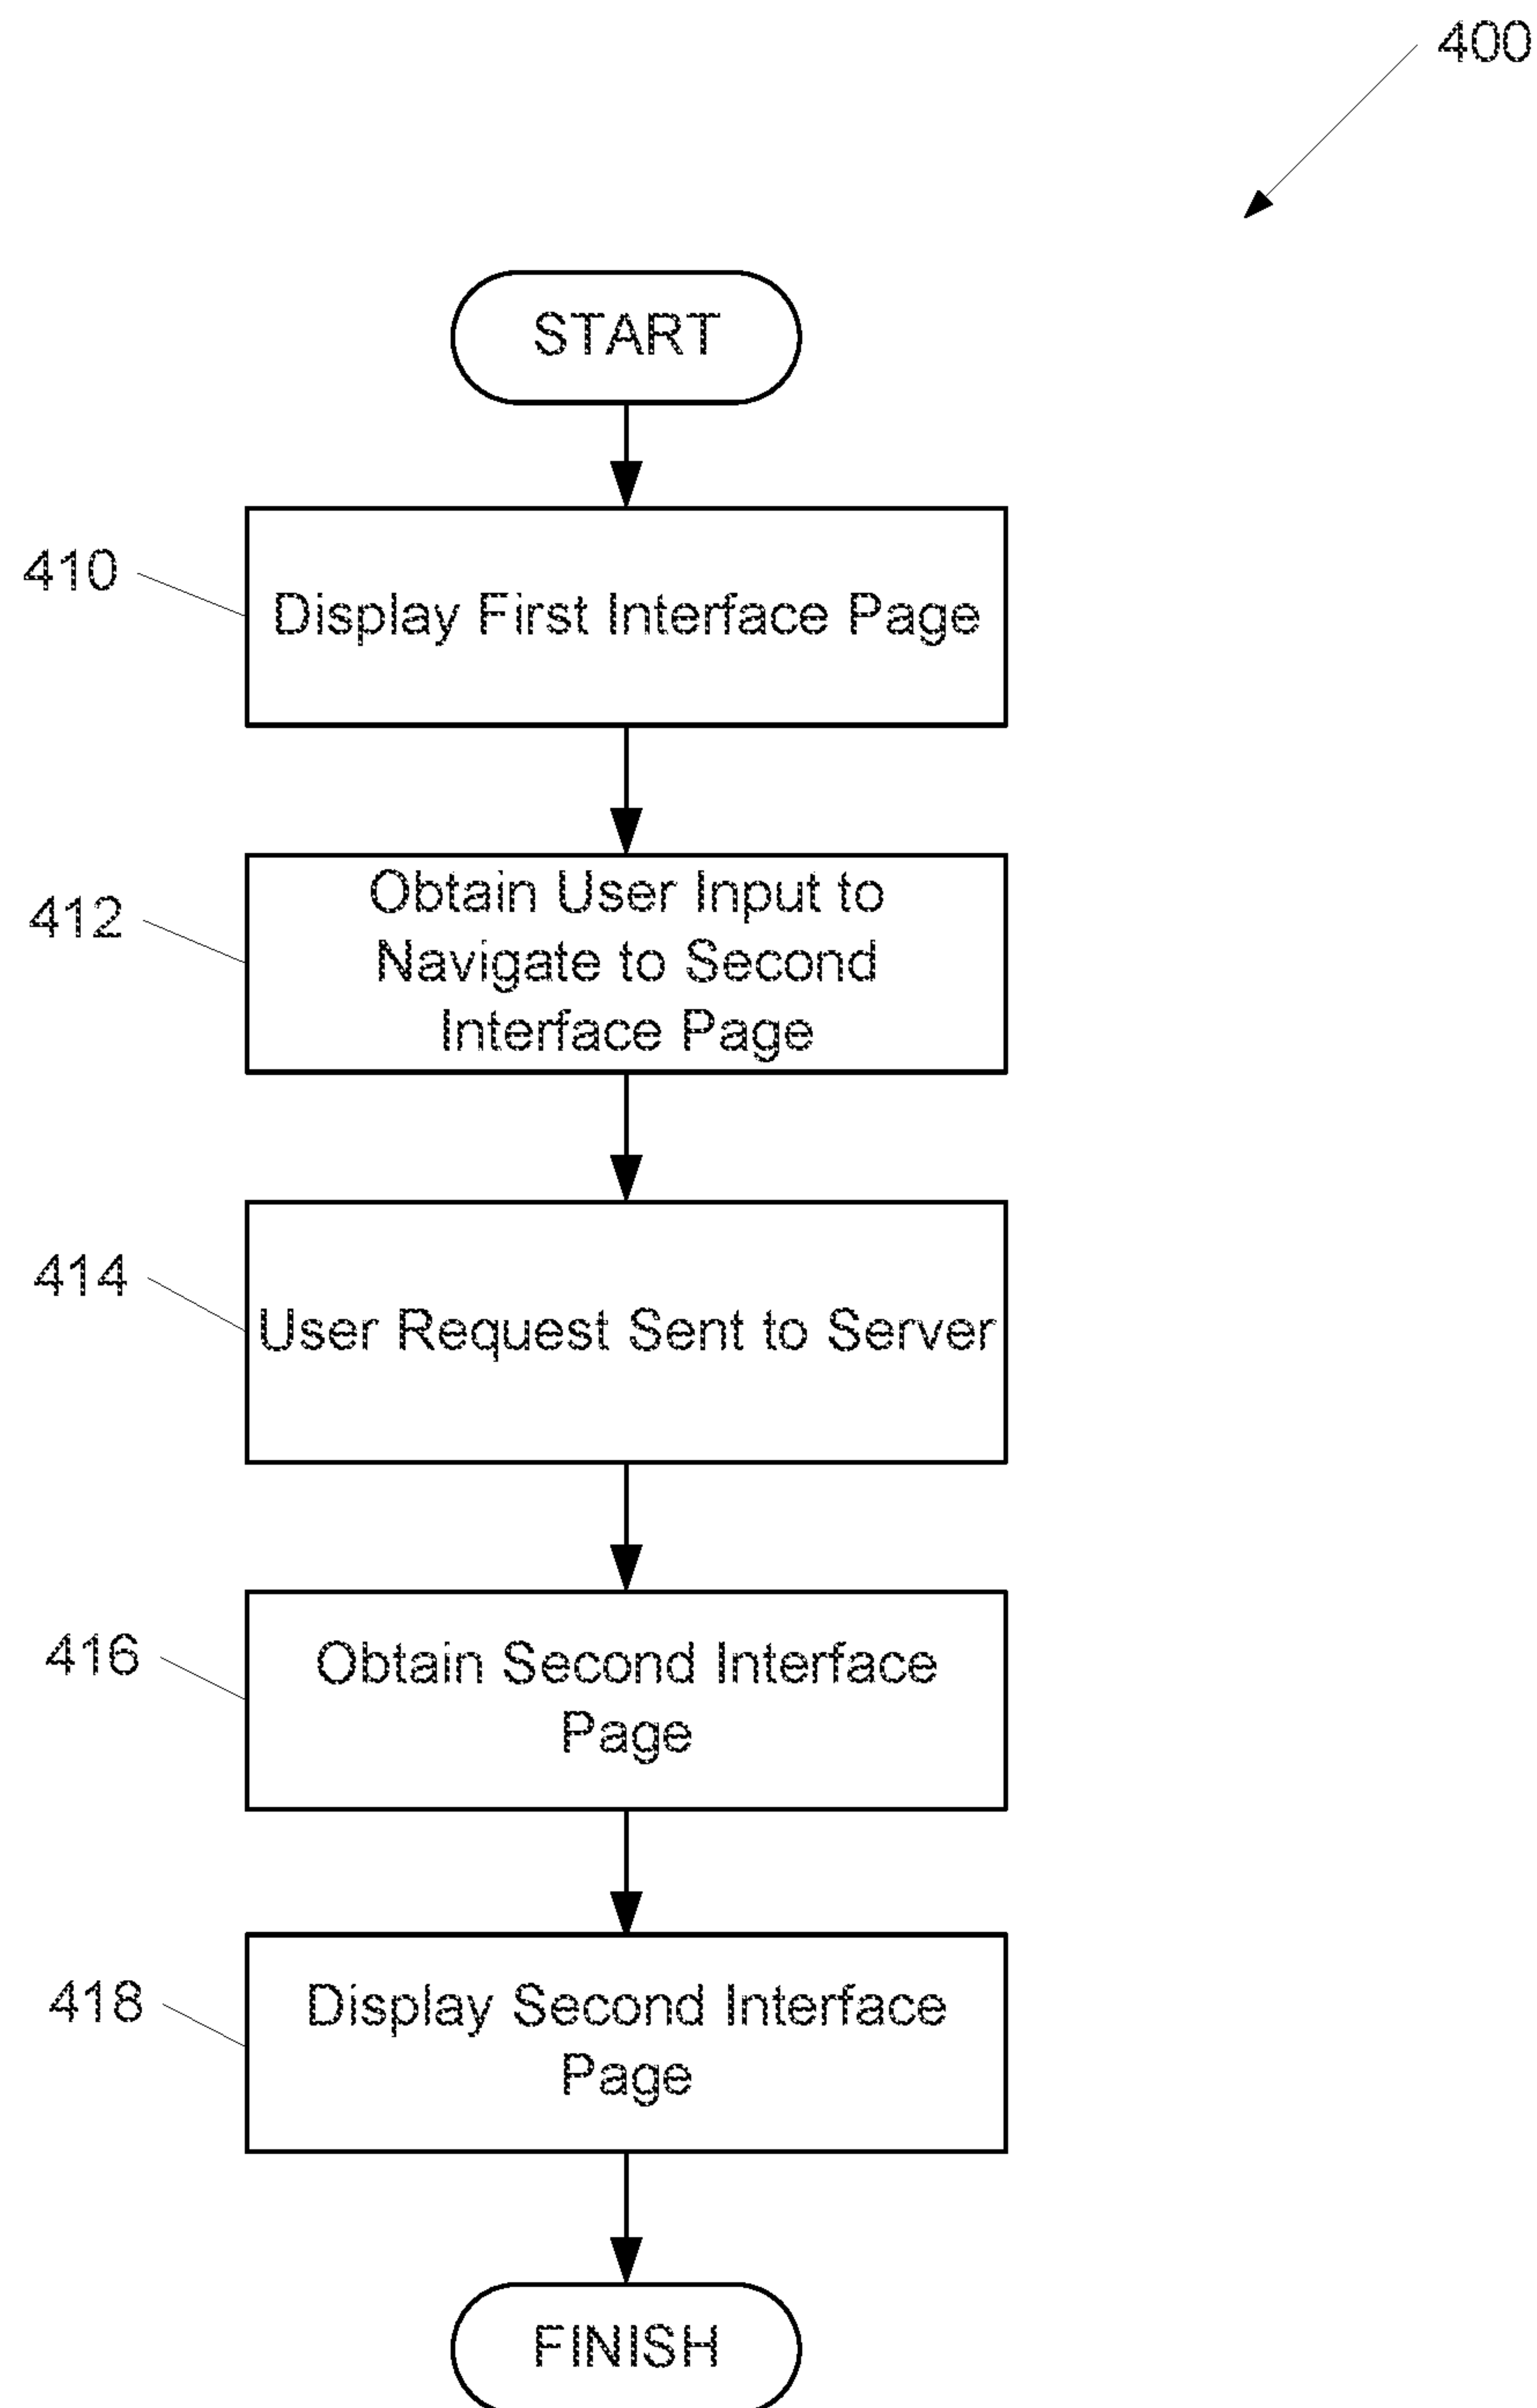 400
START
410
Display First Interface Page
412
Obtain User Input to
Navigate to Second
Interface Page
414
User Request Sent to Server
416
Obtain Second Interface
Page
418
Display Second Interface
Page
FINISH